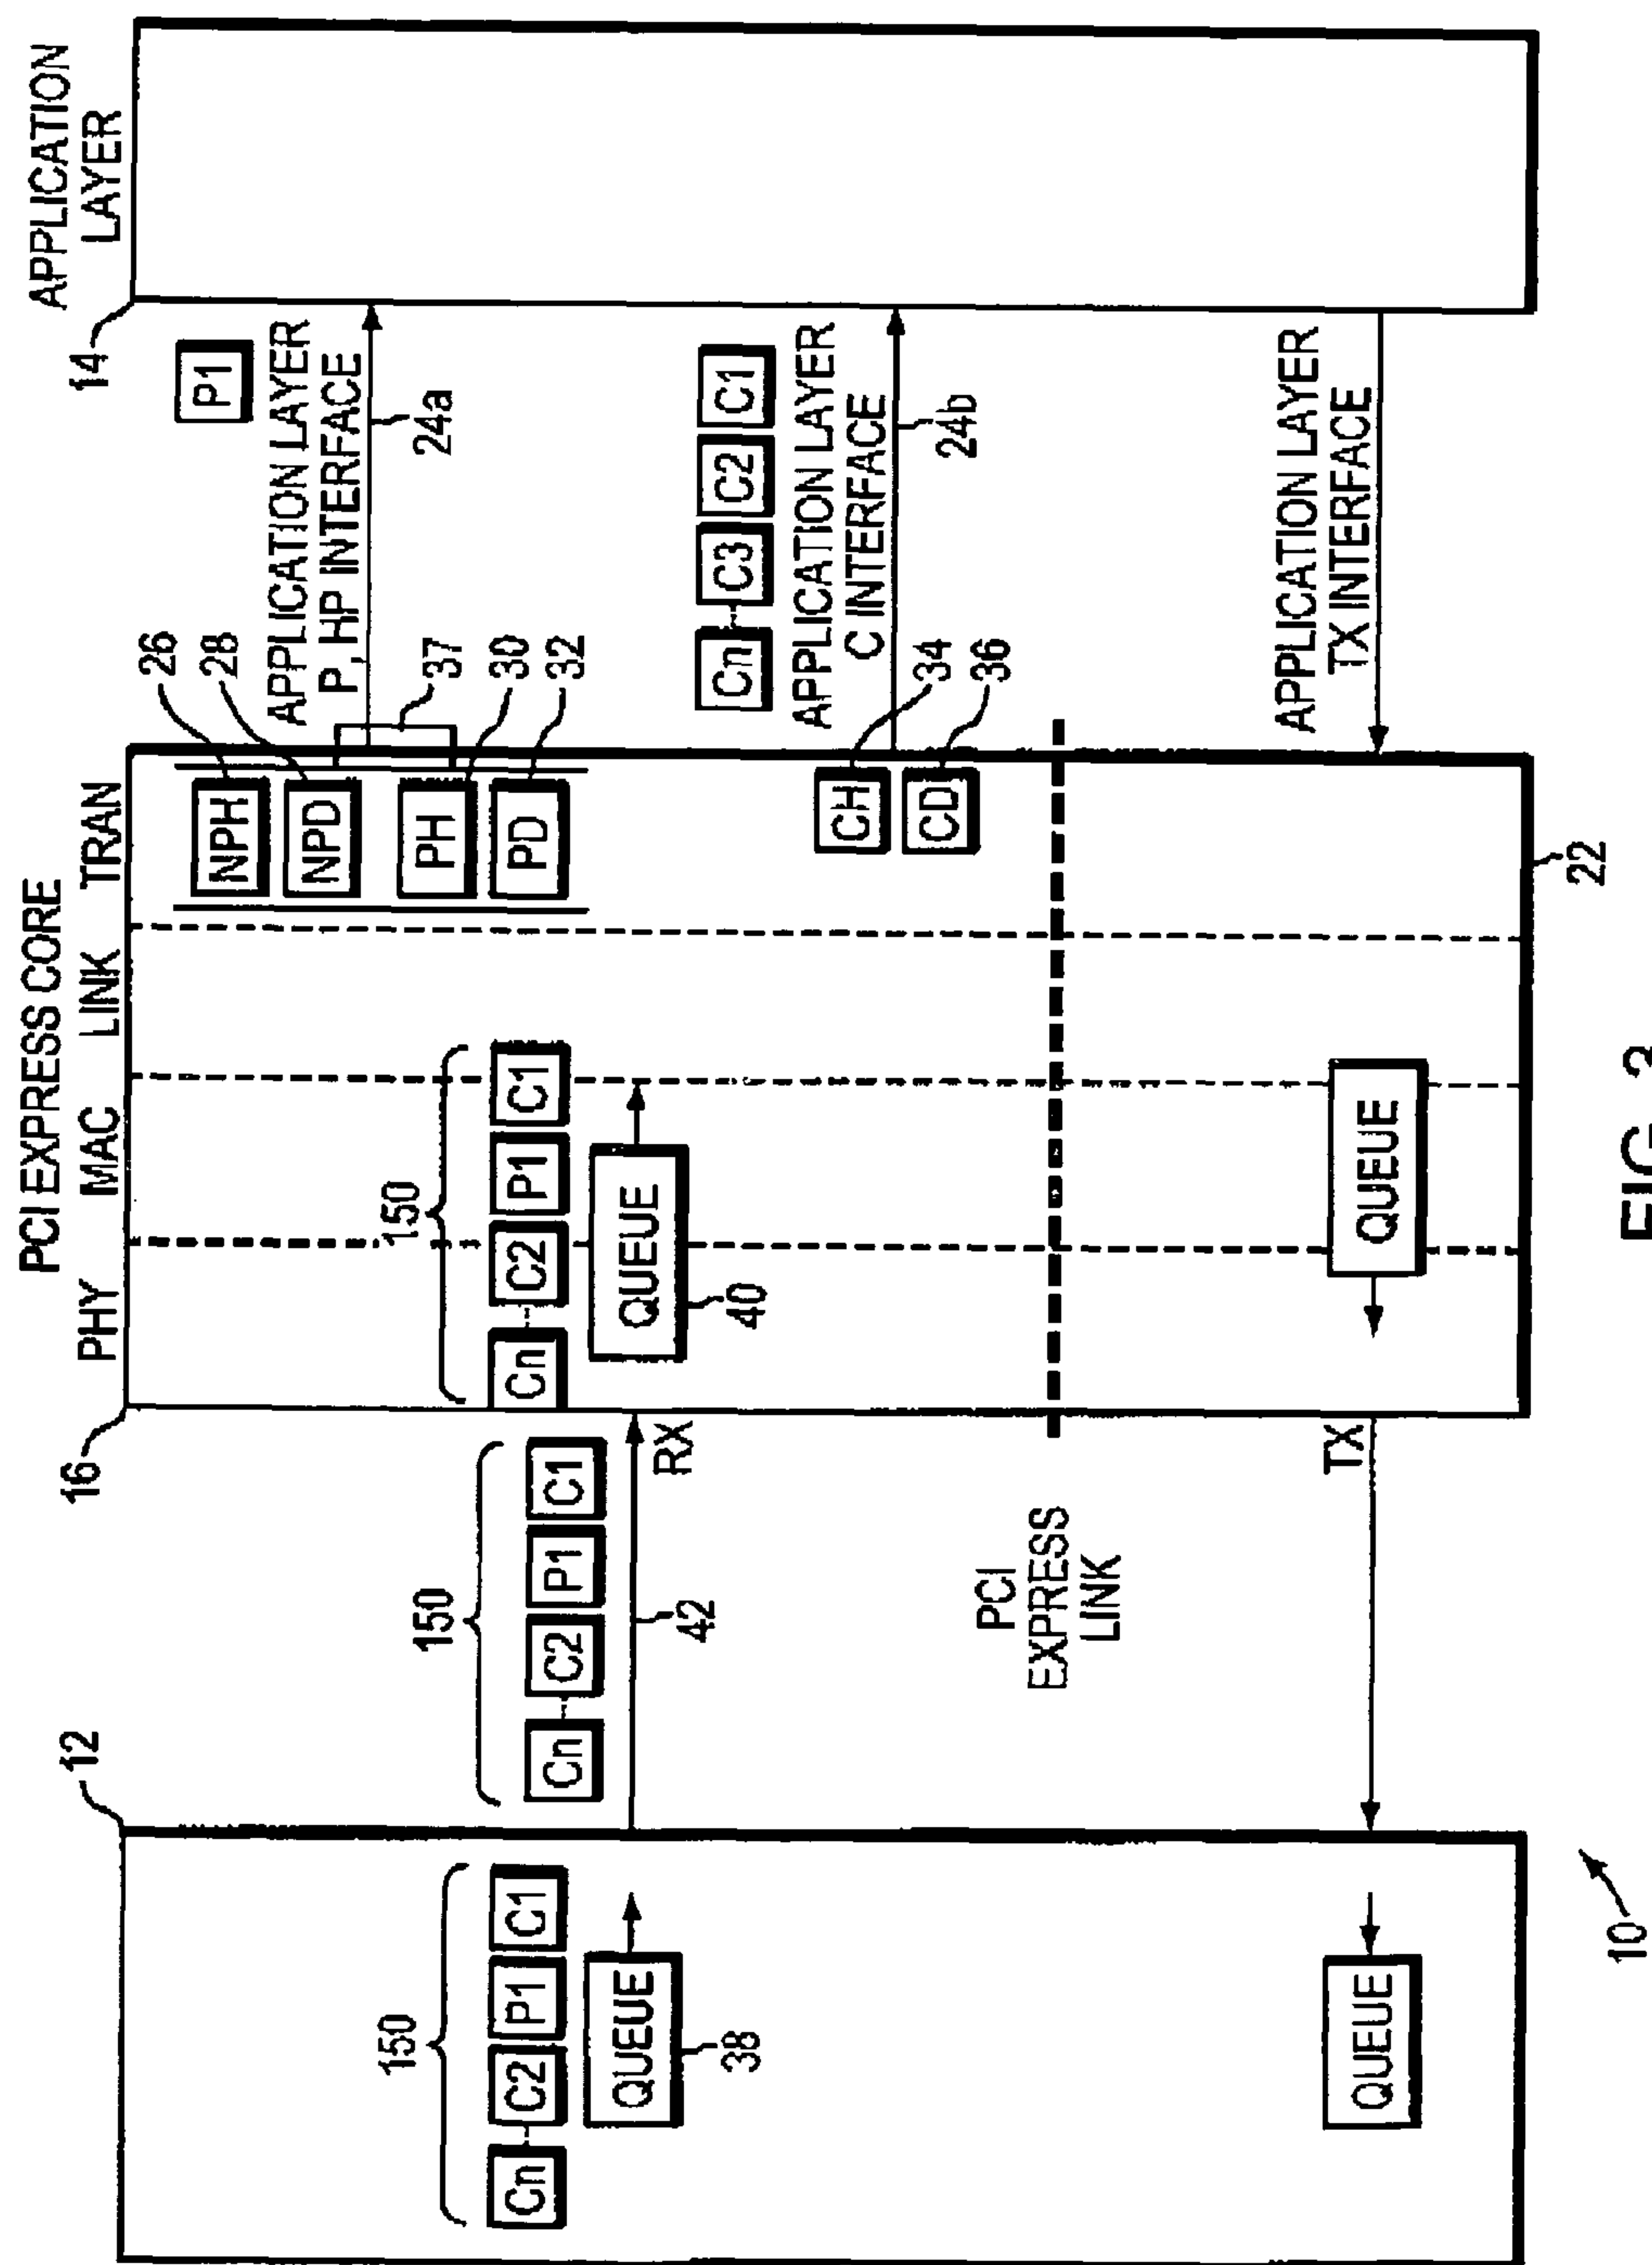 PCI EXPRESS CORE
PHY MAC LINK TRAN
APPLICATION
LAYER
12
16
14
150
Cn C2 P1 C1
QUEUE
38
150
Cn C2 P1 C1
42
RX
150
Cn C2 P1 C1
QUEUE
40
NPH
NPD
PH
PD
26
28
37
30
32
P1
APPLICATION LAYER
P, HP INTERFACE
24a
Cn C3 C2 C1
APPLICATION LAYER
C INTERFACE
24b
CH
CD
34
36
PCI
EXPRESS
LINK
TX
QUEUE
QUEUE
APPLICATION LAYER
TX INTERFACE
22
10
FIG.